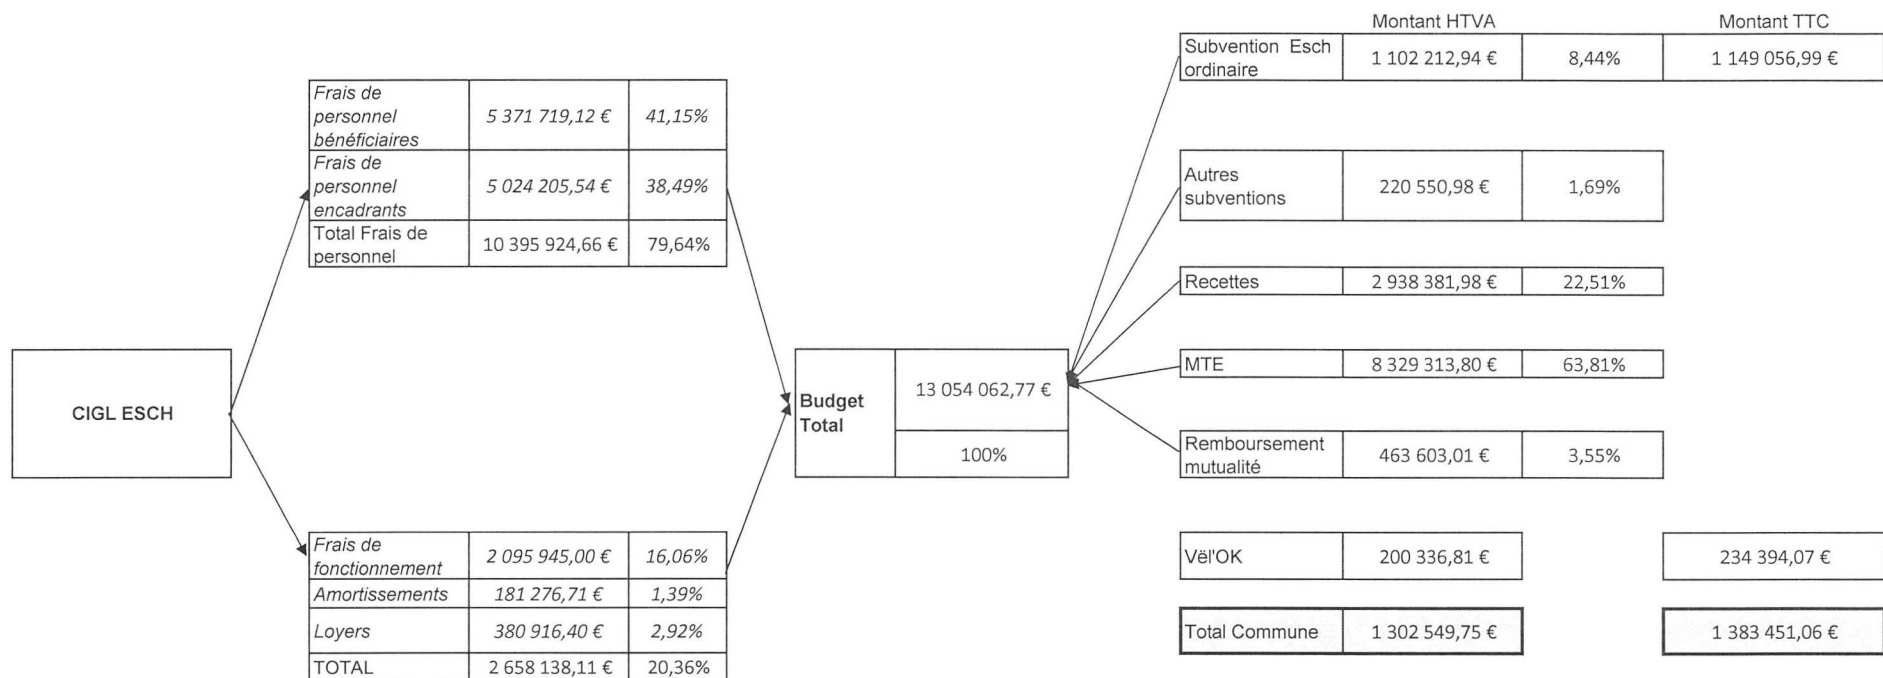 Montant HTVA Montant TTC
Subvention Esch
ordinaire
1 102 212,94 € 8,44% 1 149 056,99 €
Frais de
personnel
bénéficiaires
5 371 719,12 € 41,15%
Frais de
personnel
encadrants
5 024 205,54 € 38,49%
Total Frais de
personnel
10 395 924,66 € 79,64%
Autres
subventions
220 550,98 € 1,69%
Recettes 2 938 381,98 € 22,51%
MTE 8 329 313,80 € 63,81%
CIGL ESCH
Budget
Total
13 054 062,77 €
100%
Remboursement
mutualité
463 603,01 € 3,55%
Frais de
fonctionnement
2 095 945,00 € 16,06%
Amortissements 181 276,71 € 1,39%
Loyers 380 916,40 € 2,92%
TOTAL 2 658 138,11 € 20,36%
Vël'OK 200 336,81 € 234 394,07 €
Total Commune 1 302 549,75 € 1 383 451,06 €